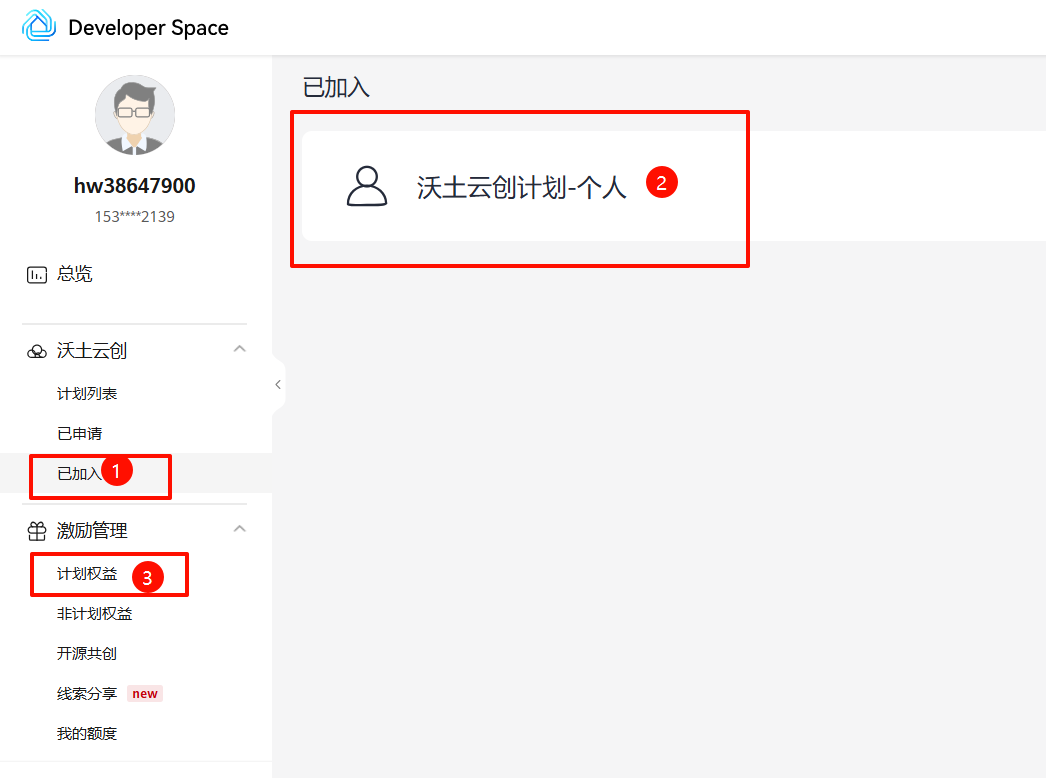 Developer Space
hw38647900
153****2139
总览
沃土云创
计划列表
已申请
已加入 1
激励管理
计划权益 3
非计划权益
开源共创
线索分享 new
我的额度
已加入
沃土云创计划-个人 2